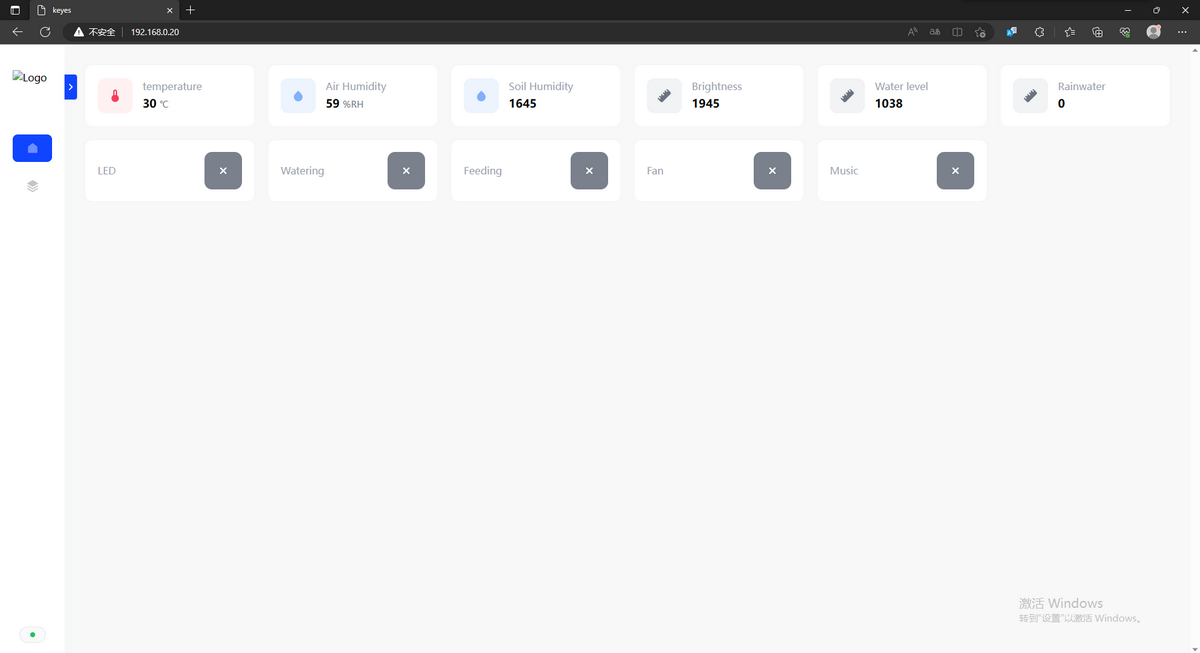 keyes
不安全 192.168.0.20
Logo
temperature
30 ℃
Air Humidity
59 %RH
Soil Humidity
1645
Brightness
1945
Water level
1038
Rainwater
0
LED
Watering
Feeding
Fan
Music
激活 Windows
转到"设置"以激活 Windows。